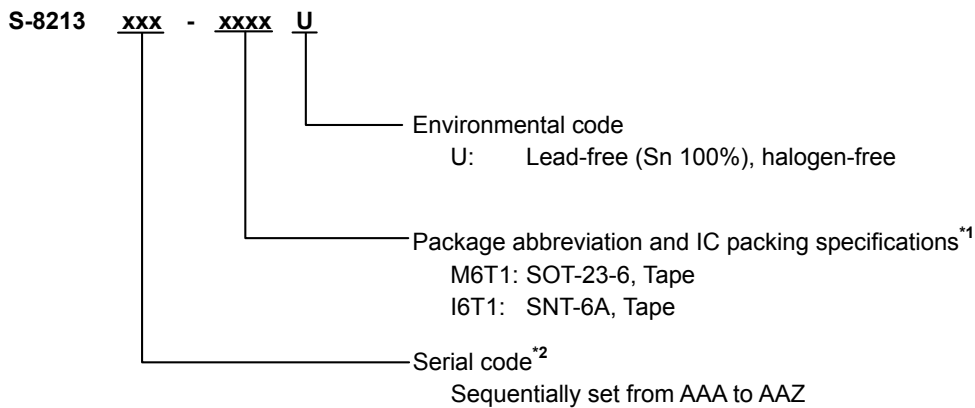 S-8213 xxx - xxxx U
Environmental code
U: Lead-free (Sn 100%), halogen-free
Package abbreviation and IC packing specifications*1
M6T1: SOT-23-6, Tape
I6T1: SNT-6A, Tape
Serial code*2
Sequentially set from AAA to AAZ